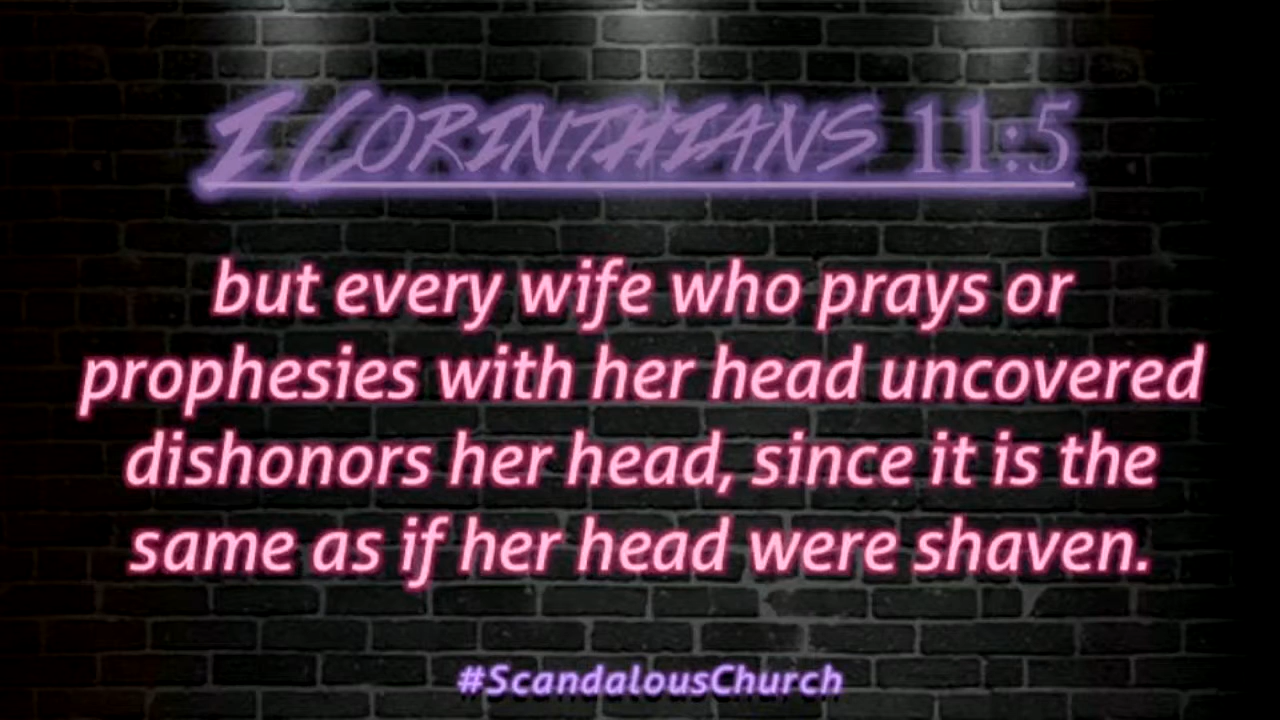 1 CORINTHIANS 11:5
but every wife who prays or
prophesies with her head uncovered
dishonors her head, since it is the
same as if her head were shaven.
#ScandalousChurch